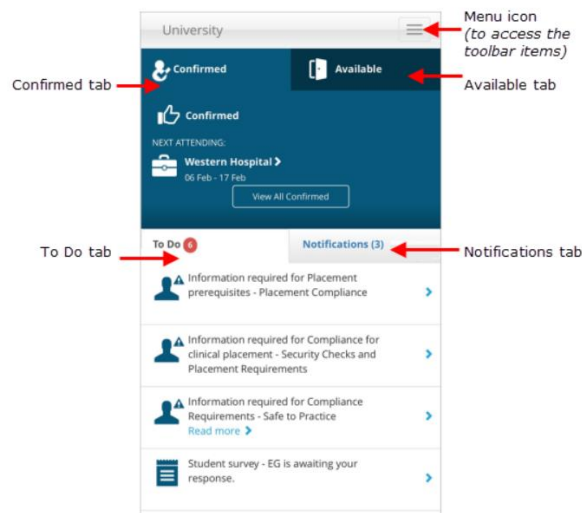 Menu icon
(to access the
toolbar items)
University
Confirmed
Available
Confirmed tab
Available tab
Confirmed
NEXT ATTENDING:
Western Hospital
06 Feb - 17 Feb
View All Confirmed
To Do tab
To Do 6
Notifications (3)
Notifications tab
Information required for Placement
prerequisites - Placement Compliance
Information required for Compliance for
clinical placement - Security Checks and
Placement Requirements
Information required for Compliance
Requirements - Safe to Practice
Read more
Student survey - EG is awaiting your
response.